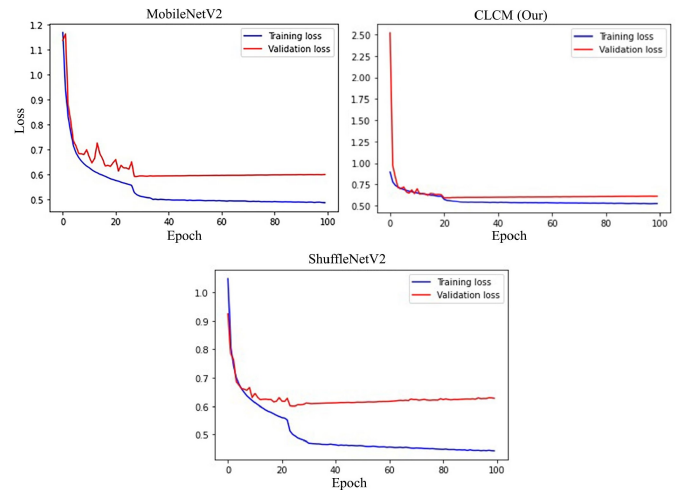 MobileNetV2
1.2
1.1
1.0
0.9
0.8
0.7
0.6
0.5
Loss
Training loss
Validation loss
0 20 40 60 80 100
Epoch
CLCM (Our)
2.50
2.25
2.00
1.75
1.50
1.25
1.00
0.75
0.50
Training loss
Validation loss
0 20 40 60 80 100
Epoch
ShuffleNetV2
1.0
0.9
0.8
0.7
0.6
0.5
Training loss
Validation loss
0 20 40 60 80 100
Epoch